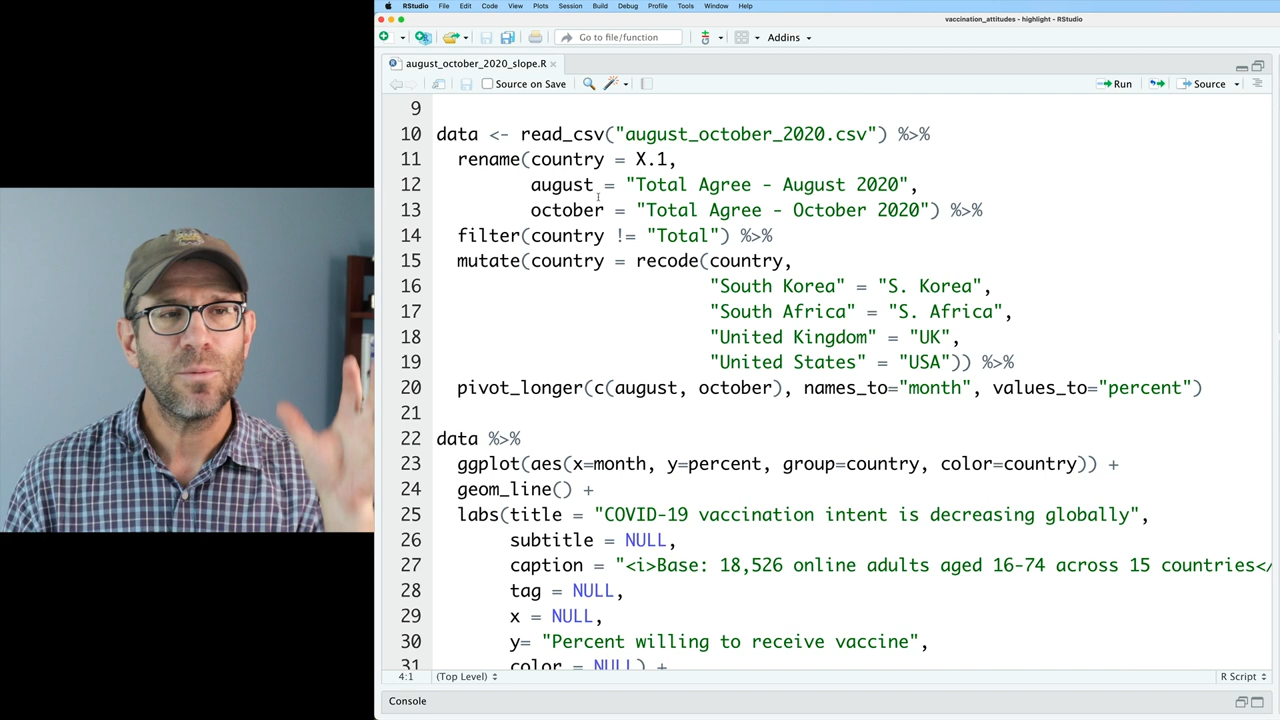 RStudio File Edit Code View Plots Session Build Debug Profile Tools Window Help
vaccination_attitudes - highlight - RStudio
Go to file/function Addins
august_october_2020_slope.R
Source on Save Run Source
9
10 data <- read_csv("august_october_2020.csv") %>%
11 rename(country = X.1,
12 august = "Total Agree - August 2020",
13 october = "Total Agree - October 2020") %>%
14 filter(country != "Total") %>%
15 mutate(country = recode(country,
16 "South Korea" = "S. Korea",
17 "South Africa" = "S. Africa",
18 "United Kingdom" = "UK",
19 "United States" = "USA")) %>%
20 pivot_longer(c(august, october), names_to="month", values_to="percent")
21
22 data %>%
23 ggplot(aes(x=month, y=percent, group=country, color=country)) +
24 geom_line() +
25 labs(title = "COVID-19 vaccination intent is decreasing globally",
26 subtitle = NULL,
27 caption = "<i>Base: 18,526 online adults aged 16-74 across 15 countries</
28 tag = NULL,
29 x = NULL,
30 y= "Percent willing to receive vaccine",
31 color = NULL) +
4:1 (Top Level) R Script
Console